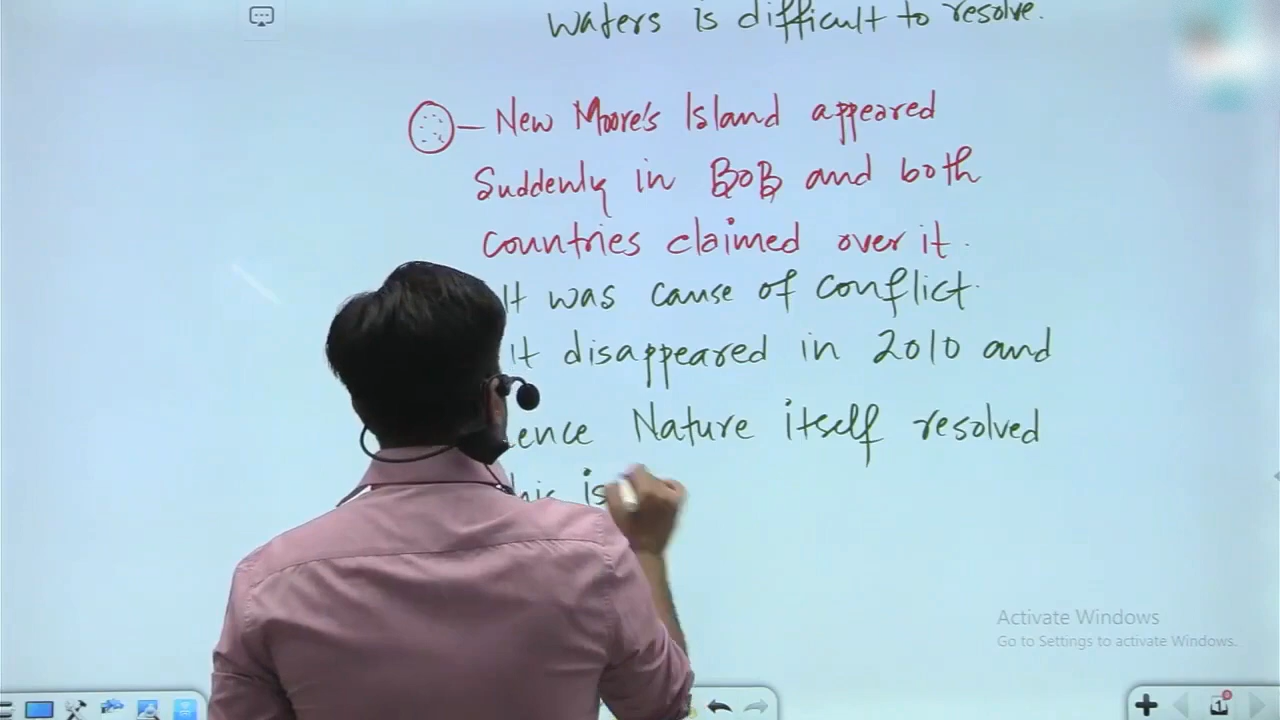 waters is difficult to resolve.
New Moore's Island appeared
Suddenly in BOB and both
countries claimed over it.
It was cause of conflict.
it disappeared in 2010 and
ence Nature itself resolved
his is
Activate Windows
Go to Settings to activate Windows.
1